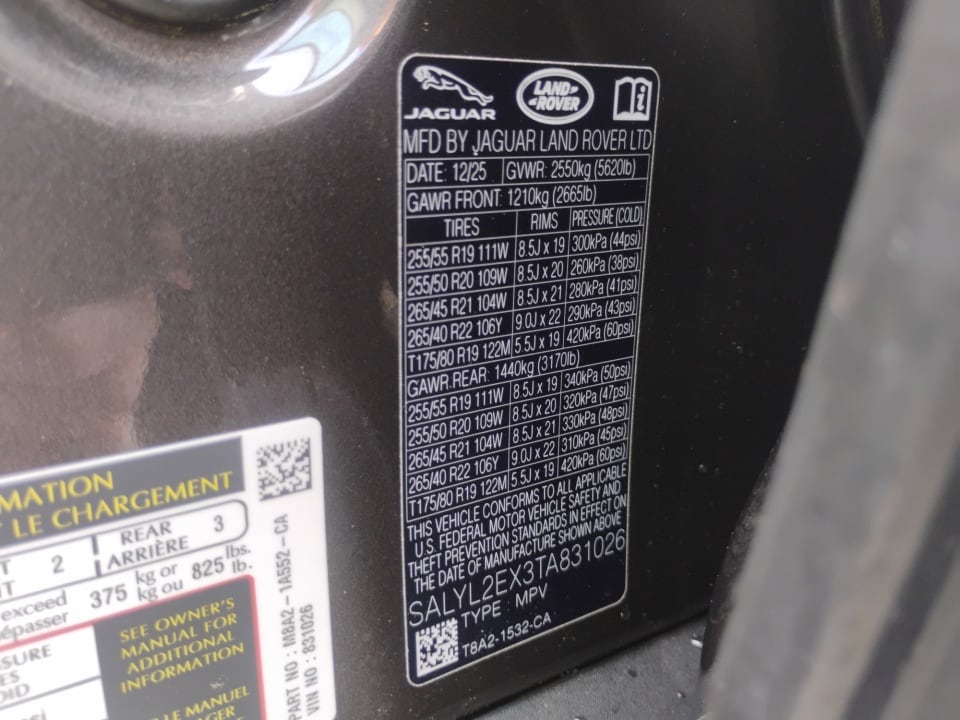 JAGUAR
LAND ROVER
MFD BY JAGUAR LAND ROVER LTD
DATE: 12/25 GVWR: 2550kg (5620lb)
GAWR FRONT: 1210kg (2665lb)
TIRES RIMS PRESSURE (COLD)
255/55 R19 111W 8.5J x 19 300kPa (44psi)
255/50 R20 109W 8.5J x 20 260kPa (38psi)
265/45 R21 104W 8.5J x 21 280kPa (41psi)
265/40 R22 106Y 9.0J x 22 290kPa (43psi)
T175/80 R19 122M 5.5J x 19 420kPa (60psi)
GAWR.REAR: 1440kg (3170lb)
255/55 R19 111W 8.5J x 19 340kPa (50psi)
255/50 R20 109W 8.5J x 20 320kPa (47psi)
265/45 R21 104W 8.5J x 21 330kPa (48psi)
265/40 R22 106Y 9.0J x 22 310kPa (45psi)
T175/80 R19 122M 5.5J x 19 420kPa (60psi)
THIS VEHICLE CONFORMS TO ALL APPLICABLE
U.S. FEDERAL MOTOR VEHICLE SAFETY AND
THEFT PREVENTION STANDARDS IN EFFECT ON
THE DATE OF MANUFACTURE SHOWN ABOVE
SALYL2EX3TA831026
TYPE: MPV
T8A2-1532-CA
MATION
LE CHARGEMENT
2 REAR 3
ARRIÈRE
exceed 375 kg or 825 lbs.
dépasser kg ou lb.
SEE OWNER'S
MANUAL FOR
ADDITIONAL
INFORMATION
LE MANUEL
PART NO : M8A2-1A552-CA
VIN NO : 831026